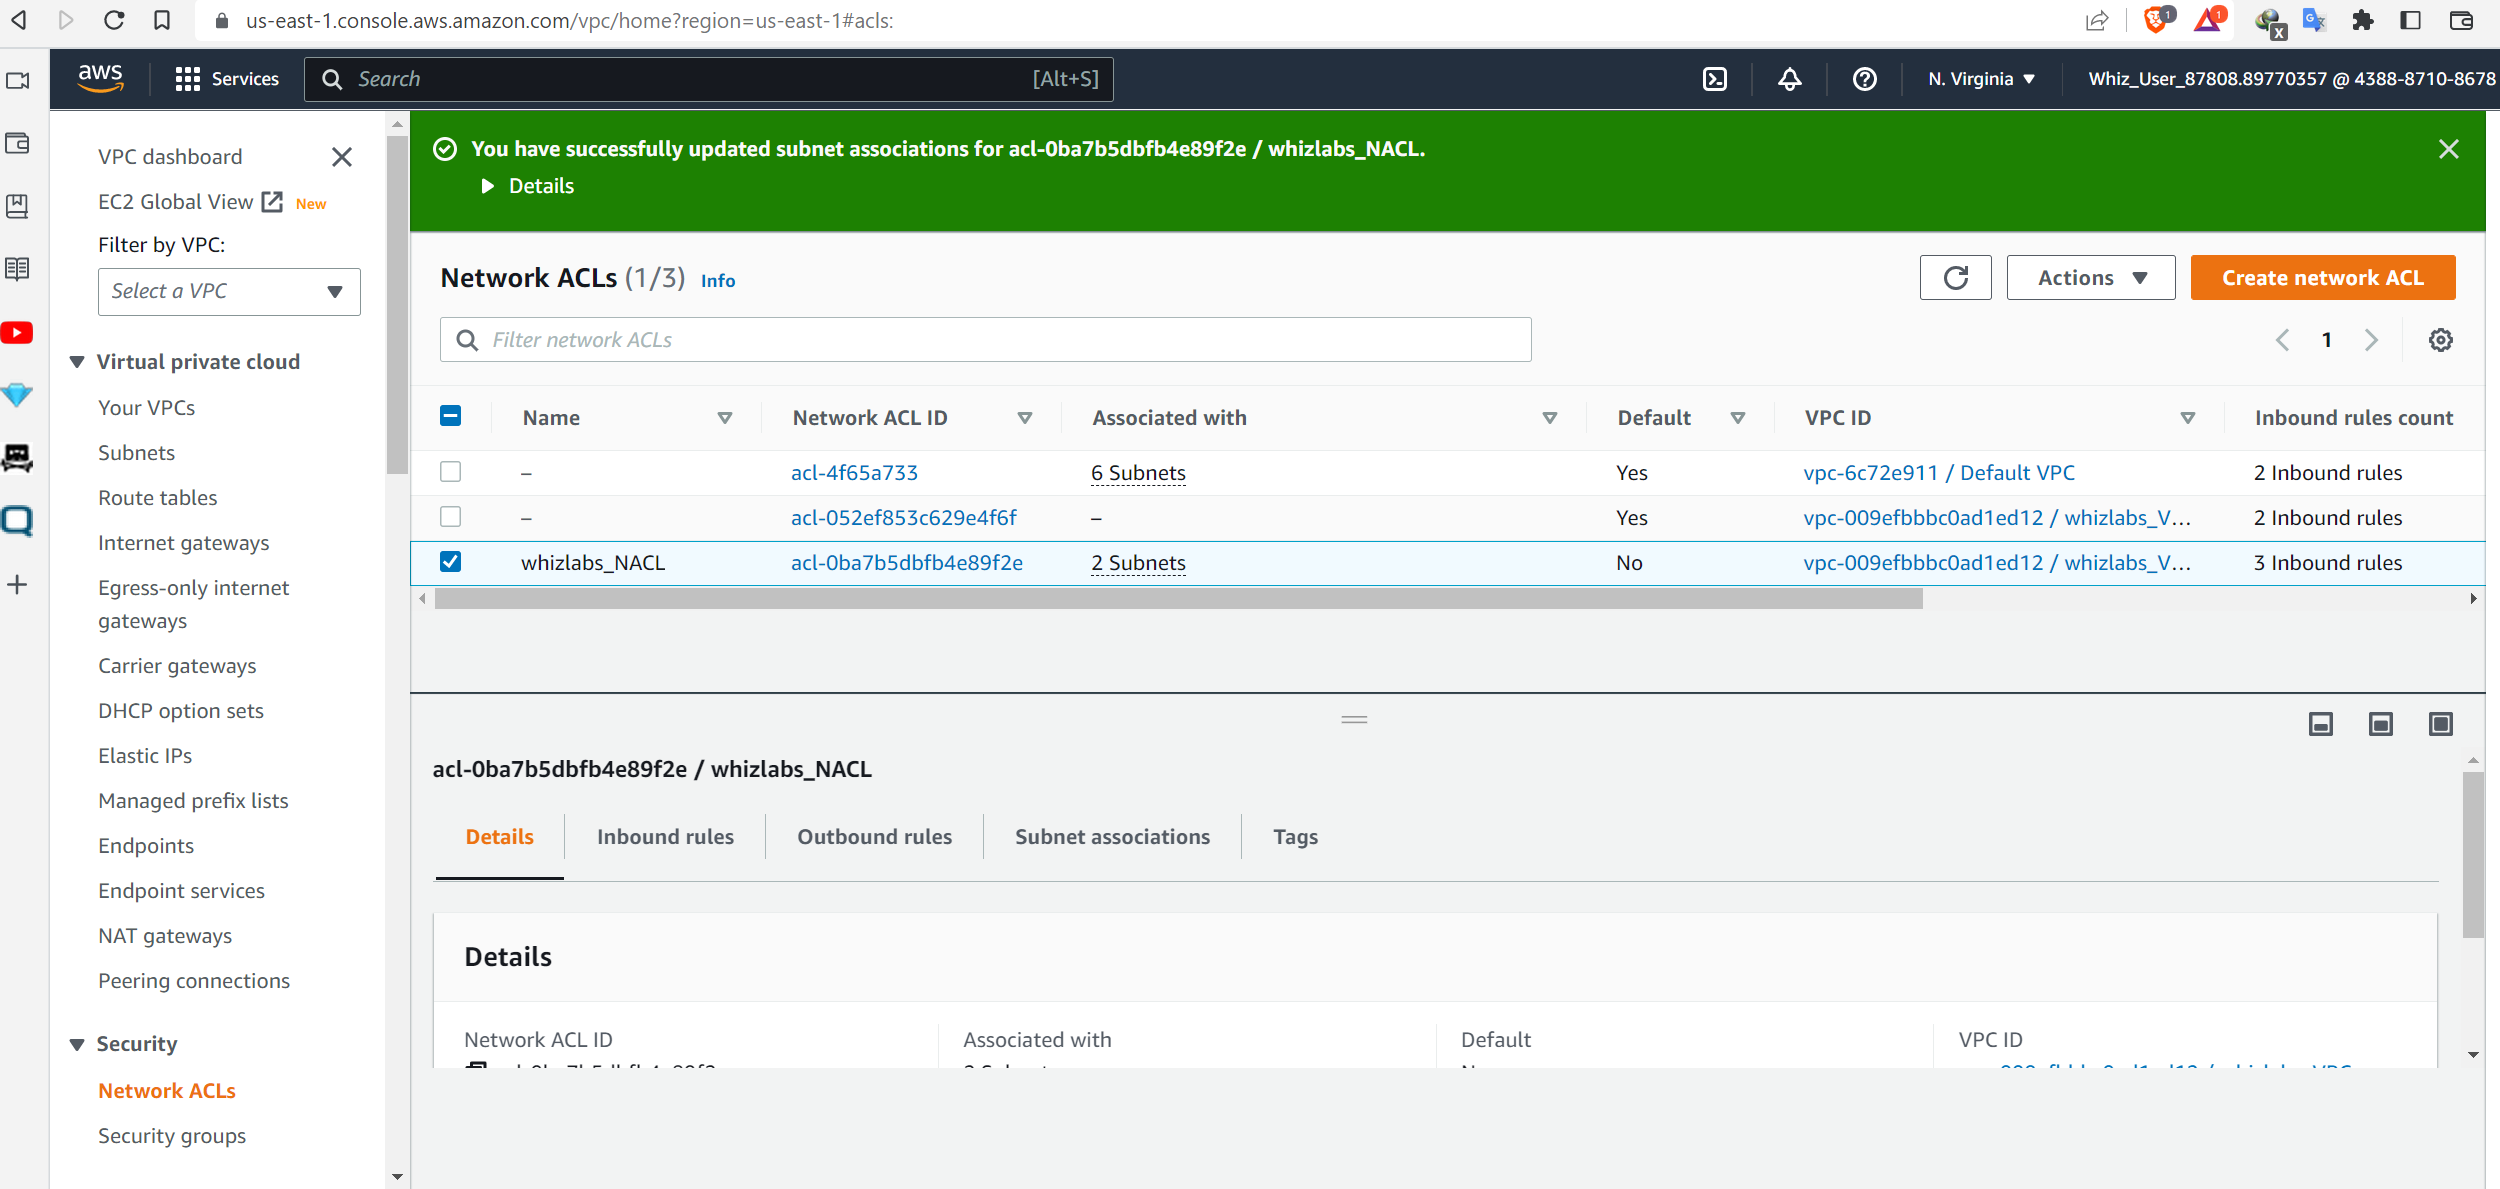 us-east-1.console.aws.amazon.com/vpc/home?region=us-east-1#acls:
1
1
X
aws
Services
Search
[Alt+S]
N. Virginia
Whiz_User_87808.89770357 @ 4388-8710-8678
VPC dashboard
EC2 Global View
New
Filter by VPC:
Select a VPC
Virtual private cloud
Your VPCs
Subnets
Route tables
Internet gateways
Egress-only internet
gateways
Carrier gateways
DHCP option sets
Elastic IPs
Managed prefix lists
Endpoints
Endpoint services
NAT gateways
Peering connections
Security
Network ACLs
Security groups
You have successfully updated subnet associations for acl-0ba7b5dbfb4e89f2e / whizlabs_NACL.
Details
Network ACLs (1/3) Info
Actions
Create network ACL
Filter network ACLs
1
Name Network ACL ID Associated with Default VPC ID Inbound rules count
– acl-4f65a733 6 Subnets Yes vpc-6c72e911 / Default VPC 2 Inbound rules
– acl-052ef853c629e4f6f – Yes vpc-009efbbbc0ad1ed12 / whizlabs_V... 2 Inbound rules
whizlabs_NACL acl-0ba7b5dbfb4e89f2e 2 Subnets No vpc-009efbbbc0ad1ed12 / whizlabs_V... 3 Inbound rules
acl-0ba7b5dbfb4e89f2e / whizlabs_NACL
Details Inbound rules Outbound rules Subnet associations Tags
Details
Network ACL ID Associated with Default VPC ID